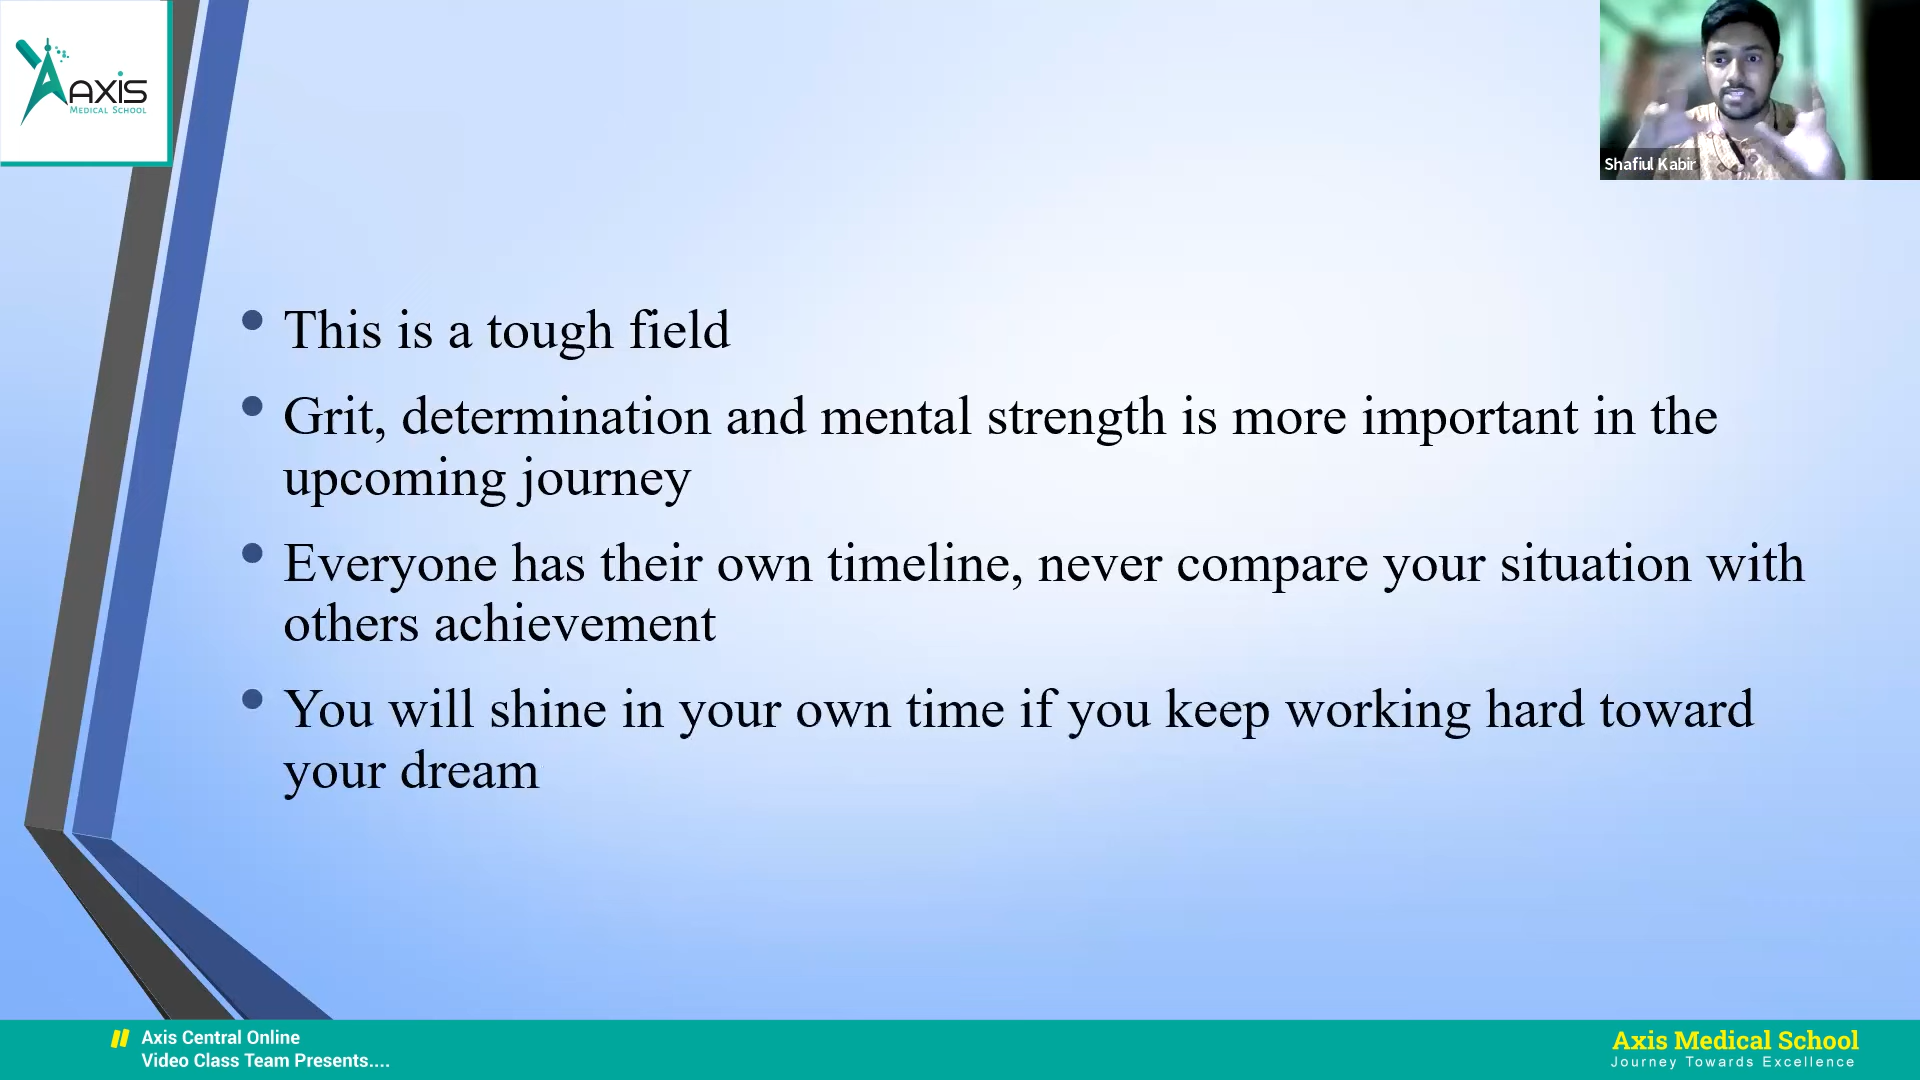 AXIS
MEDICAL SCHOOL
Shafiul Kabir
• This is a tough field
• Grit, determination and mental strength is more important in the
upcoming journey
• Everyone has their own timeline, never compare your situation with
others achievement
• You will shine in your own time if you keep working hard toward
your dream
Axis Central Online
Video Class Team Presents....
Axis Medical School
Journey Towards Excellence